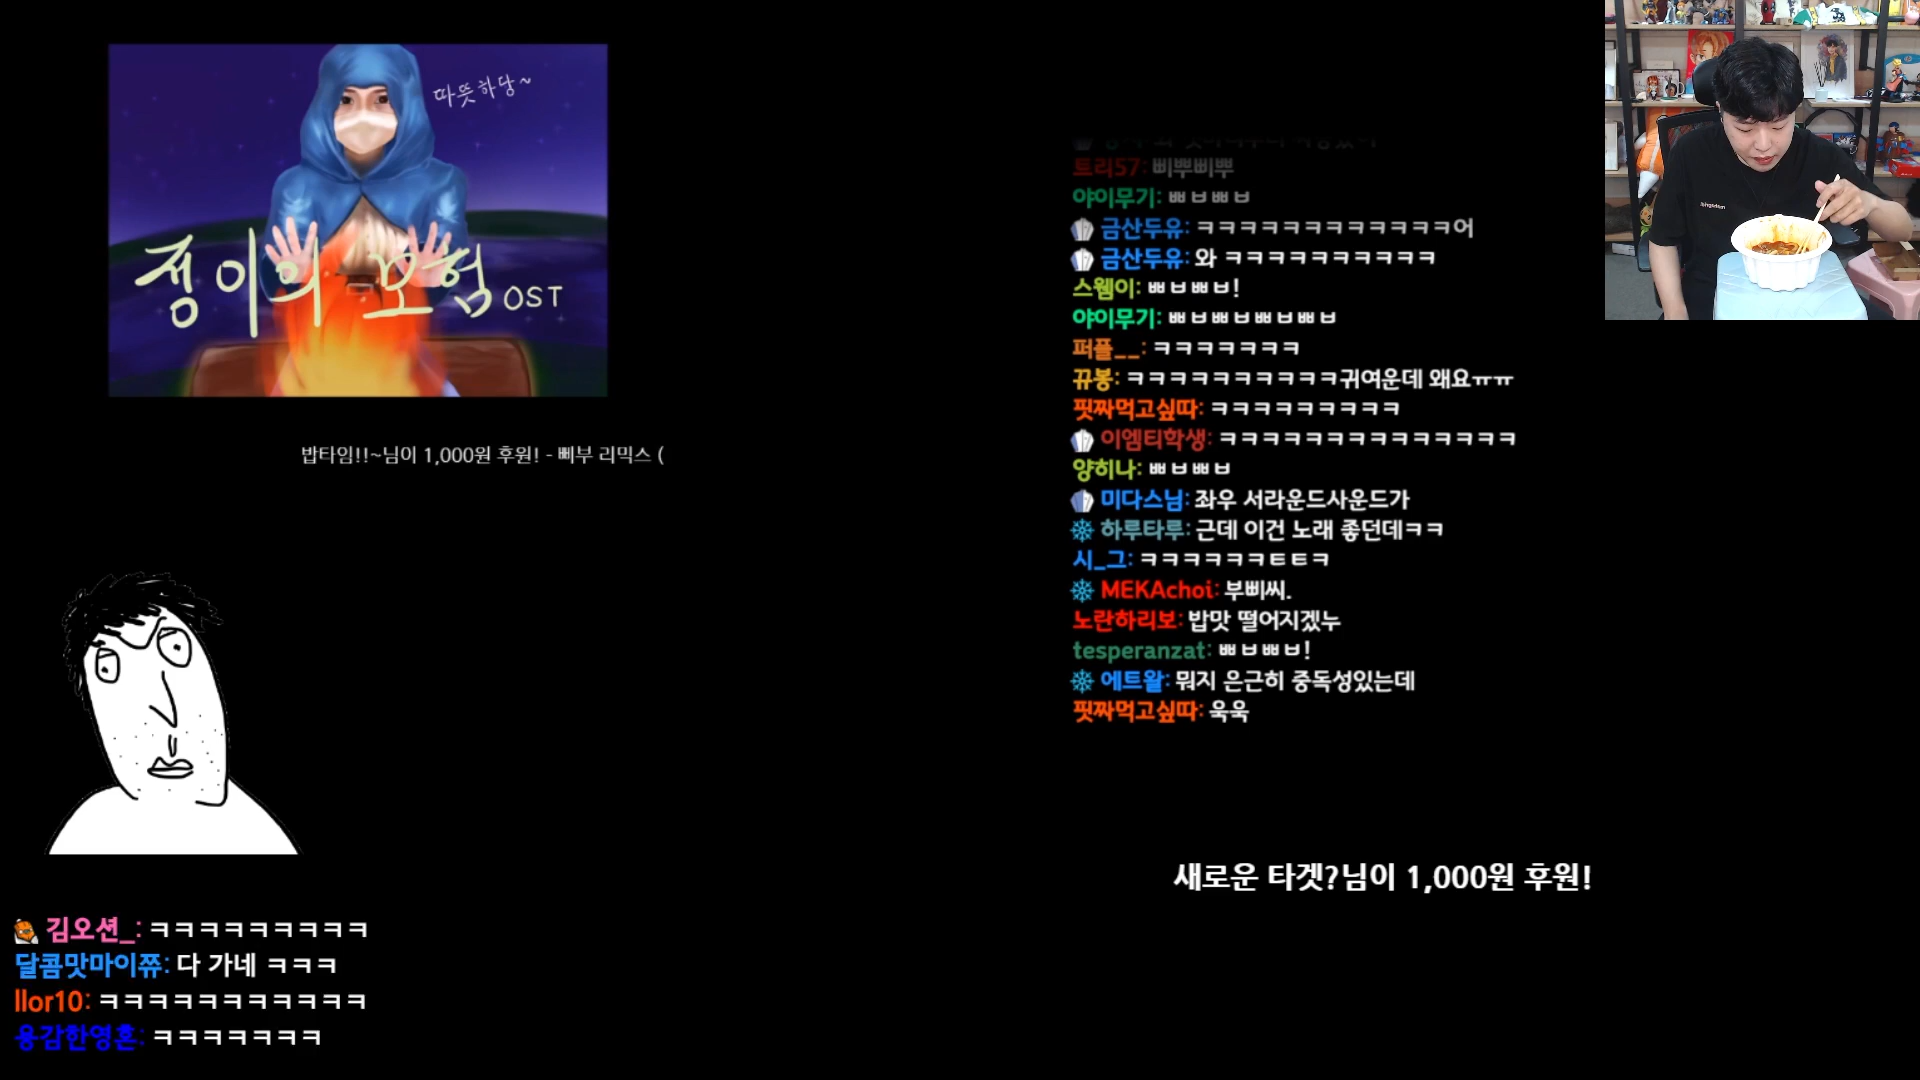 따뜻하당~
정이의 모험 OST
밥타임!!~님이 1,000원 후원! - 삐부 리믹스 (
트리57: 삐뿌삐뿌
야이무기: ㅃㅂㅃㅂ
금산두유: ㅋㅋㅋㅋㅋㅋㅋㅋㅋㅋㅋㅋ어
금산두유: 와 ㅋㅋㅋㅋㅋㅋㅋㅋㅋㅋ
스웸이: ㅃㅂㅃㅂ!
야이무기: ㅃㅂㅃㅂㅃㅂㅃㅂ
퍼플__: ㅋㅋㅋㅋㅋㅋㅋ
뀨봉: ㅋㅋㅋㅋㅋㅋㅋㅋㅋㅋ귀여운데 왜요ㅠㅠ
핏짜먹고싶따: ㅋㅋㅋㅋㅋㅋㅋㅋㅋ
이엠티학생: ㅋㅋㅋㅋㅋㅋㅋㅋㅋㅋㅋㅋㅋㅋ
양히나: ㅃㅂㅃㅂ
미다스님: 좌우 서라운드사운드가
하루타루: 근데 이건 노래 좋던데ㅋㅋ
시_그: ㅋㅋㅋㅋㅋㅋㅌㅌㅋ
MEKAchoi: 부삐씨.
노란하리보: 밥맛 떨어지겠누
tesperanzat: ㅃㅂㅃㅂ!
에트왈: 뭐지 은근히 중독성있는데
핏짜먹고싶따: 욱욱
새로운 타겟?님이 1,000원 후원!
김오션_: ㅋㅋㅋㅋㅋㅋㅋㅋㅋ
달콤맛마이쮸: 다 가네 ㅋㅋㅋ
llor10: ㅋㅋㅋㅋㅋㅋㅋㅋㅋㅋㅋ
용감한영혼: ㅋㅋㅋㅋㅋㅋㅋ